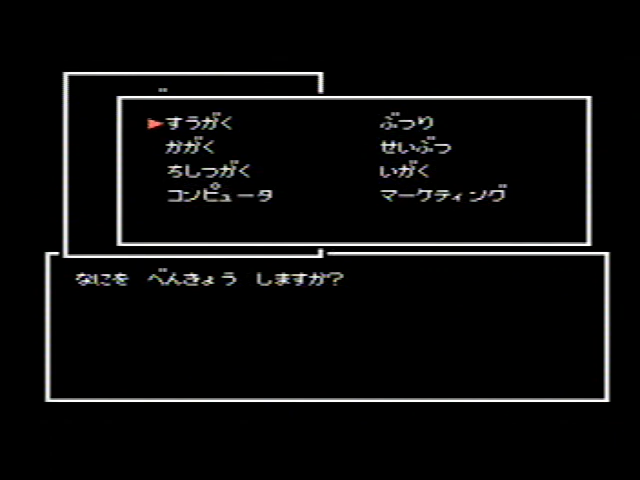 ►すうがく ぶつり
かがく せいぶつ
ちしつがく いがく
コンピュータ マーケティング
なにを べんきょう しますか?